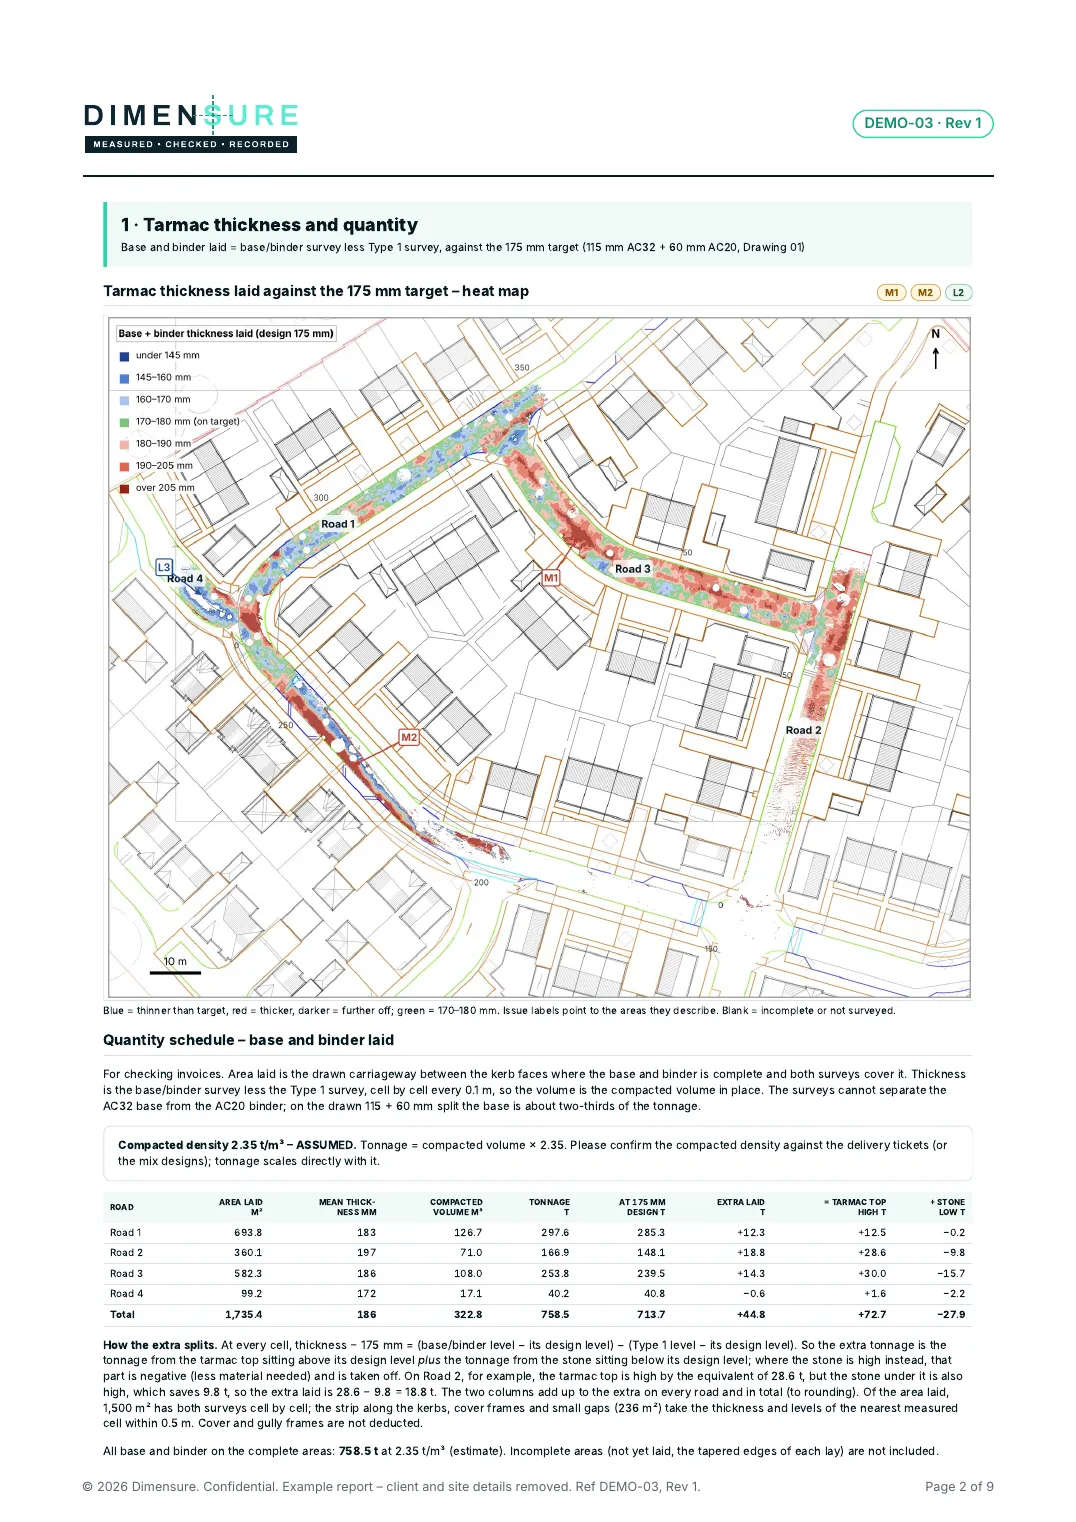 DIMENSURE
MEASURED • CHECKED • RECORDED
DEMO-03 · Rev 1
1 · Tarmac thickness and quantity
Base and binder laid = base/binder survey less Type 1 survey, against the 175 mm target (115 mm AC32 + 60 mm AC20, Drawing 01)
Tarmac thickness laid against the 175 mm target – heat map
M1 M2 L2
Base + binder thickness laid (design 175 mm)
under 145 mm
145–160 mm
160–170 mm
170–180 mm (on target)
180–190 mm
190–205 mm
over 205 mm
N
350
300
Road 1
L3
Road 4
M1
Road 3
50
0
50
250
M2
Road 2
200
0
150
10 m
Blue = thinner than target, red = thicker, darker = further off; green = 170–180 mm. Issue labels point to the areas they describe. Blank = incomplete or not surveyed.
Quantity schedule – base and binder laid
For checking invoices. Area laid is the drawn carriageway between the kerb faces where the base and binder is complete and both surveys cover it. Thickness
is the base/binder survey less the Type 1 survey, cell by cell every 0.1 m, so the volume is the compacted volume in place. The surveys cannot separate the
AC32 base from the AC20 binder; on the drawn 115 + 60 mm split the base is about two-thirds of the tonnage.
Compacted density 2.35 t/m³ – ASSUMED. Tonnage = compacted volume × 2.35. Please confirm the compacted density against the delivery tickets (or
the mix designs); tonnage scales directly with it.
ROAD AREA LAID M² MEAN THICK-NESS MM COMPACTED VOLUME M³ TONNAGE T AT 175 MM DESIGN T EXTRA LAID T = TARMAC TOP HIGH T + STONE LOW T
Road 1 693.8 183 126.7 297.6 285.3 +12.3 +12.5 −0.2
Road 2 360.1 197 71.0 166.9 148.1 +18.8 +28.6 −9.8
Road 3 582.3 186 108.0 253.8 239.5 +14.3 +30.0 −15.7
Road 4 99.2 172 17.1 40.2 40.8 −0.6 +1.6 −2.2
Total 1,735.4 186 322.8 758.5 713.7 +44.8 +72.7 −27.9
How the extra splits. At every cell, thickness − 175 mm = (base/binder level − its design level) − (Type 1 level − its design level). So the extra tonnage is the
tonnage from the tarmac top sitting above its design level plus the tonnage from the stone sitting below its design level; where the stone is high instead, that
part is negative (less material needed) and is taken off. On Road 2, for example, the tarmac top is high by the equivalent of 28.6 t, but the stone under it is also
high, which saves 9.8 t, so the extra laid is 28.6 − 9.8 = 18.8 t. The two columns add up to the extra on every road and in total (to rounding). Of the area laid,
1,500 m² has both surveys cell by cell; the strip along the kerbs, cover frames and small gaps (236 m²) take the thickness and levels of the nearest measured
cell within 0.5 m. Cover and gully frames are not deducted.
All base and binder on the complete areas: 758.5 t at 2.35 t/m³ (estimate). Incomplete areas (not yet laid, the tapered edges of each lay) are not included.
© 2026 Dimensure. Confidential. Example report – client and site details removed. Ref DEMO-03, Rev 1.
Page 2 of 9